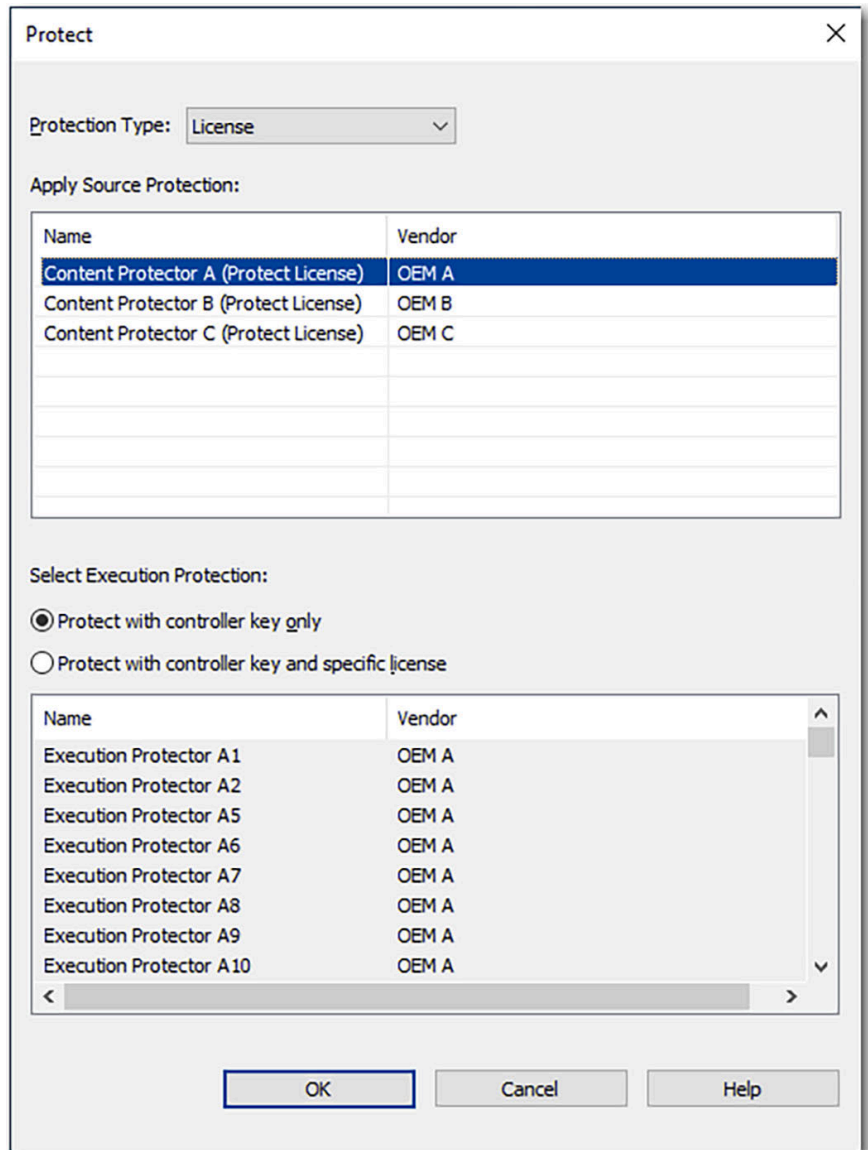 Protect
Protection Type: License
Apply Source Protection:
Name Vendor
Content Protector A (Protect License) OEM A
Content Protector B (Protect License) OEM B
Content Protector C (Protect License) OEM C
Select Execution Protection:
Protect with controller key only
Protect with controller key and specific license
Name Vendor
Execution Protector A1 OEM A
Execution Protector A2 OEM A
Execution Protector A5 OEM A
Execution Protector A6 OEM A
Execution Protector A7 OEM A
Execution Protector A8 OEM A
Execution Protector A9 OEM A
Execution Protector A10 OEM A
OK Cancel Help